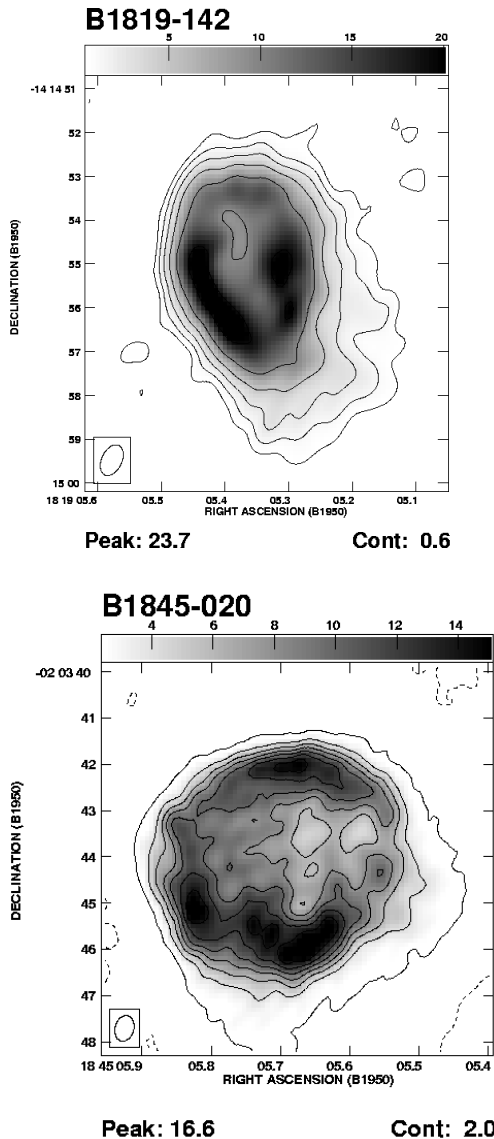 B1819-142
5 10 15 20
-14 14 51
52
53
54
55
56
57
58
59
15 00
DECLINATION (B1950)
18 19 05.6 05.5 05.4 05.3 05.2 05.1
RIGHT ASCENSION (B1950)
Peak: 23.7 Cont: 0.6
B1845-020
4 6 8 10 12 14
-02 03 40
41
42
43
44
45
46
47
48
DECLINATION (B1950)
18 45 05.9 05.8 05.7 05.6 05.5 05.4
RIGHT ASCENSION (B1950)
Peak: 16.6 Cont: 2.0